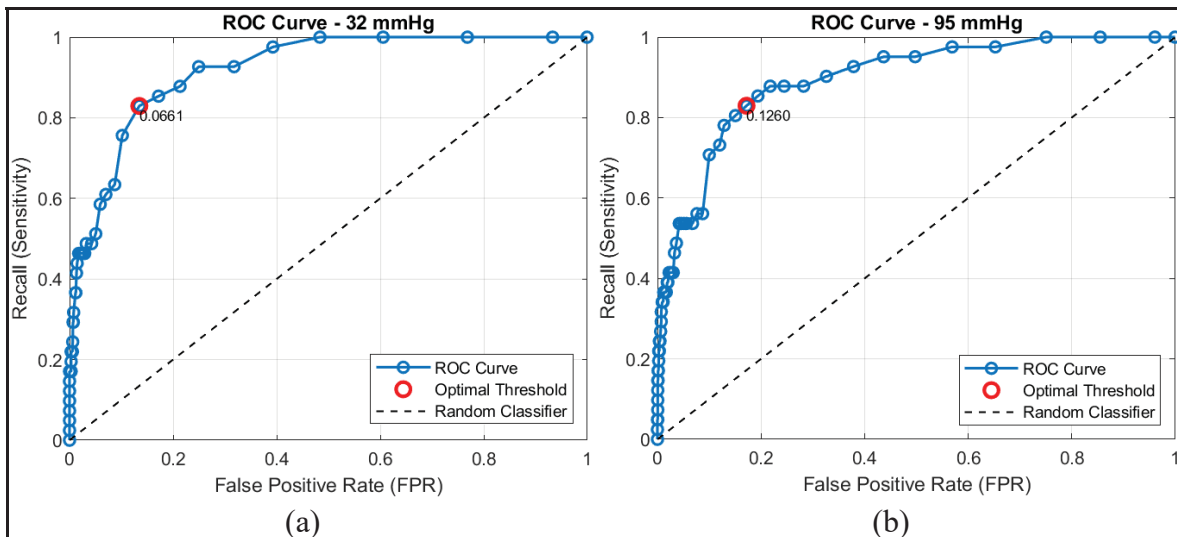 ROC Curve - 32 mmHg
1
0.8
0.6
0.4
0.2
0
Recall (Sensitivity)
0.0661
ROC Curve
Optimal Threshold
Random Classifier
0
0.2
0.4
0.6
0.8
1
False Positive Rate (FPR)
(a)
ROC Curve - 95 mmHg
1
0.8
0.6
0.4
0.2
0
Recall (Sensitivity)
0.1260
ROC Curve
Optimal Threshold
Random Classifier
0
0.2
0.4
0.6
0.8
1
False Positive Rate (FPR)
(b)